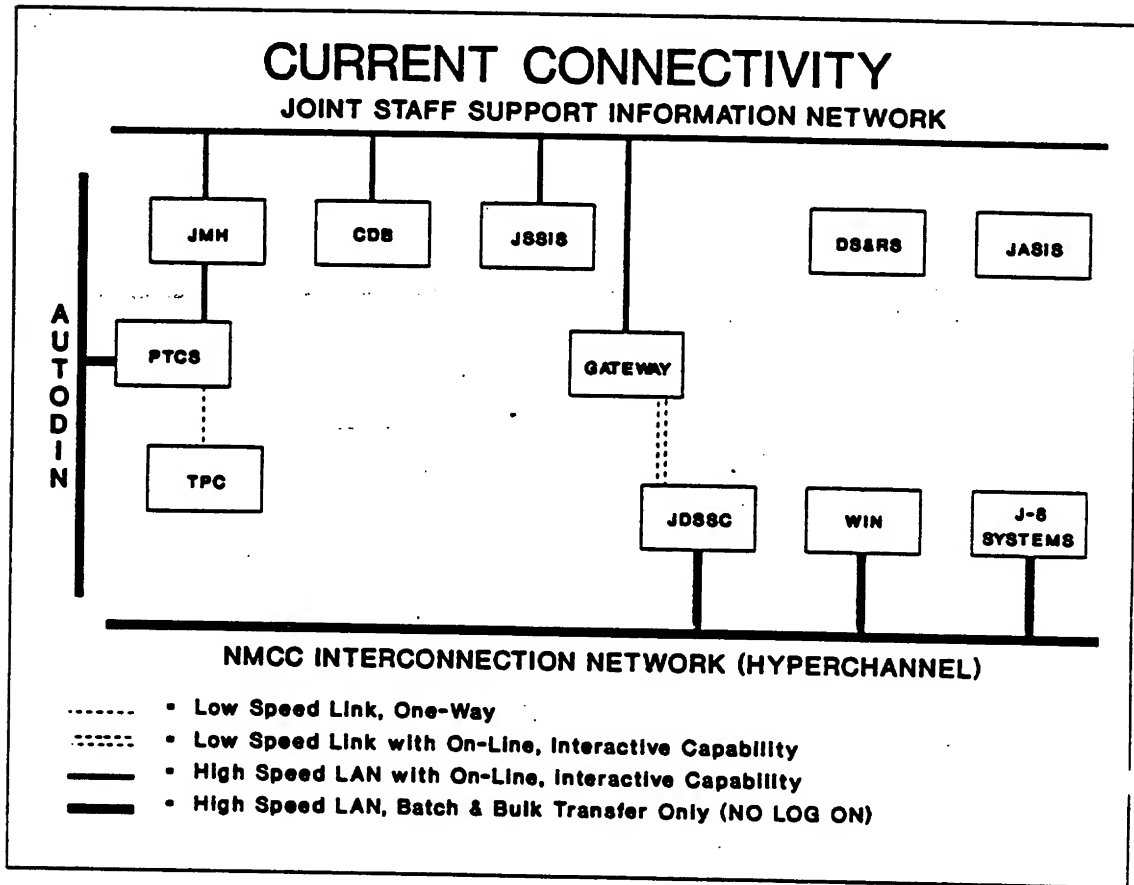 CURRENT CONNECTIVITY
JOINT STAFF SUPPORT INFORMATION NETWORK
JMH
CDB
JSSIS
DS&RS
JASIS
AUTODIN
PTCS
GATEWAY
TPC
JDSSC
WIN
J-8
SYSTEMS
NMCC INTERCONNECTION NETWORK (HYPERCHANNEL)
= Low Speed Link, One-Way
= Low Speed Link with On-Line, Interactive Capability
= High Speed LAN with On-Line, Interactive Capability
= High Speed LAN, Batch & Bulk Transfer Only (NO LOG ON)